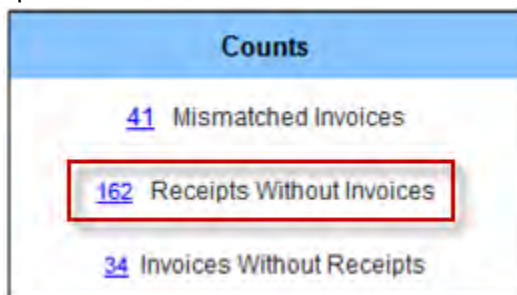 Counts
41 Mismatched Invoices
162 Receipts Without Invoices
34 Invoices Without Receipts